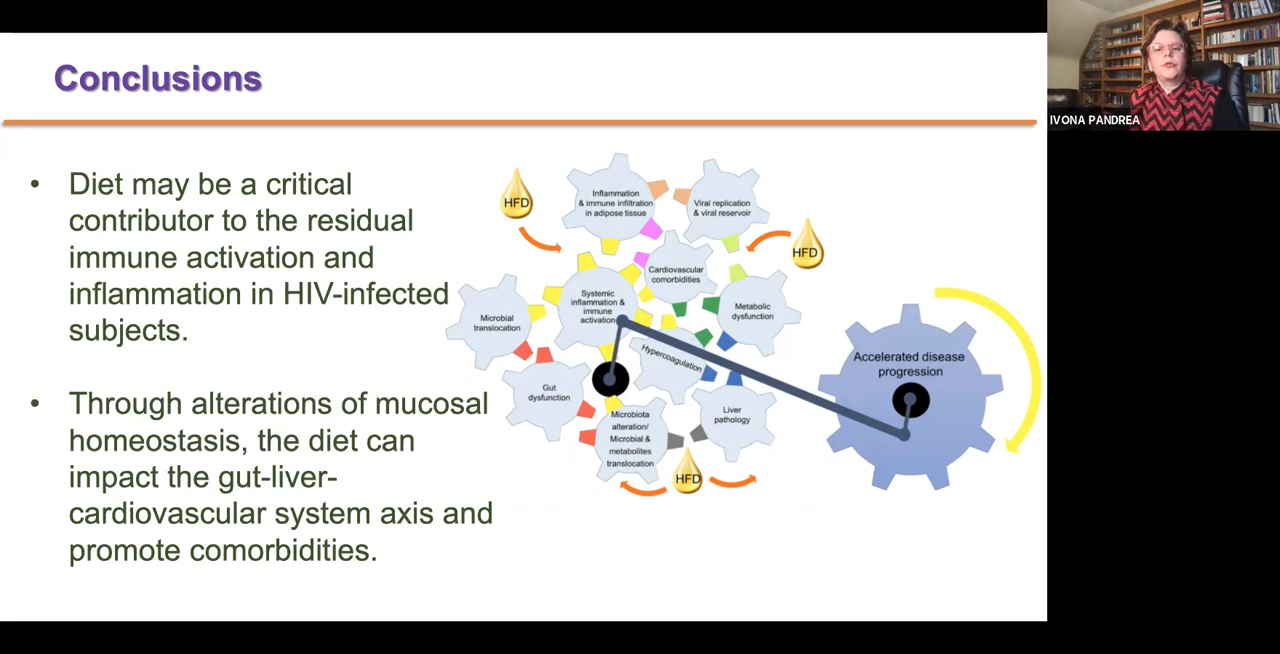 Conclusions
IVONA PANDREA
• Diet may be a critical
contributor to the residual
immune activation and
inflammation in HIV-infected
subjects.
• Through alterations of mucosal
homeostasis, the diet can
impact the gut-liver-
cardiovascular system axis and
promote comorbidities.
HFD
Inflammation
& immune infiltration
in adipose tissue
Viral replication
& viral reservoir
HFD
Cardiovascular
comorbidities
Systemic
inflammation &
immune
activation
Metabolic
dysfunction
Microbial
translocation
Hypercoagulation
Gut
dysfunction
Liver
pathology
Microbiota
alteration/
Microbial &
metabolites
translocation
HFD
Accelerated disease
progression